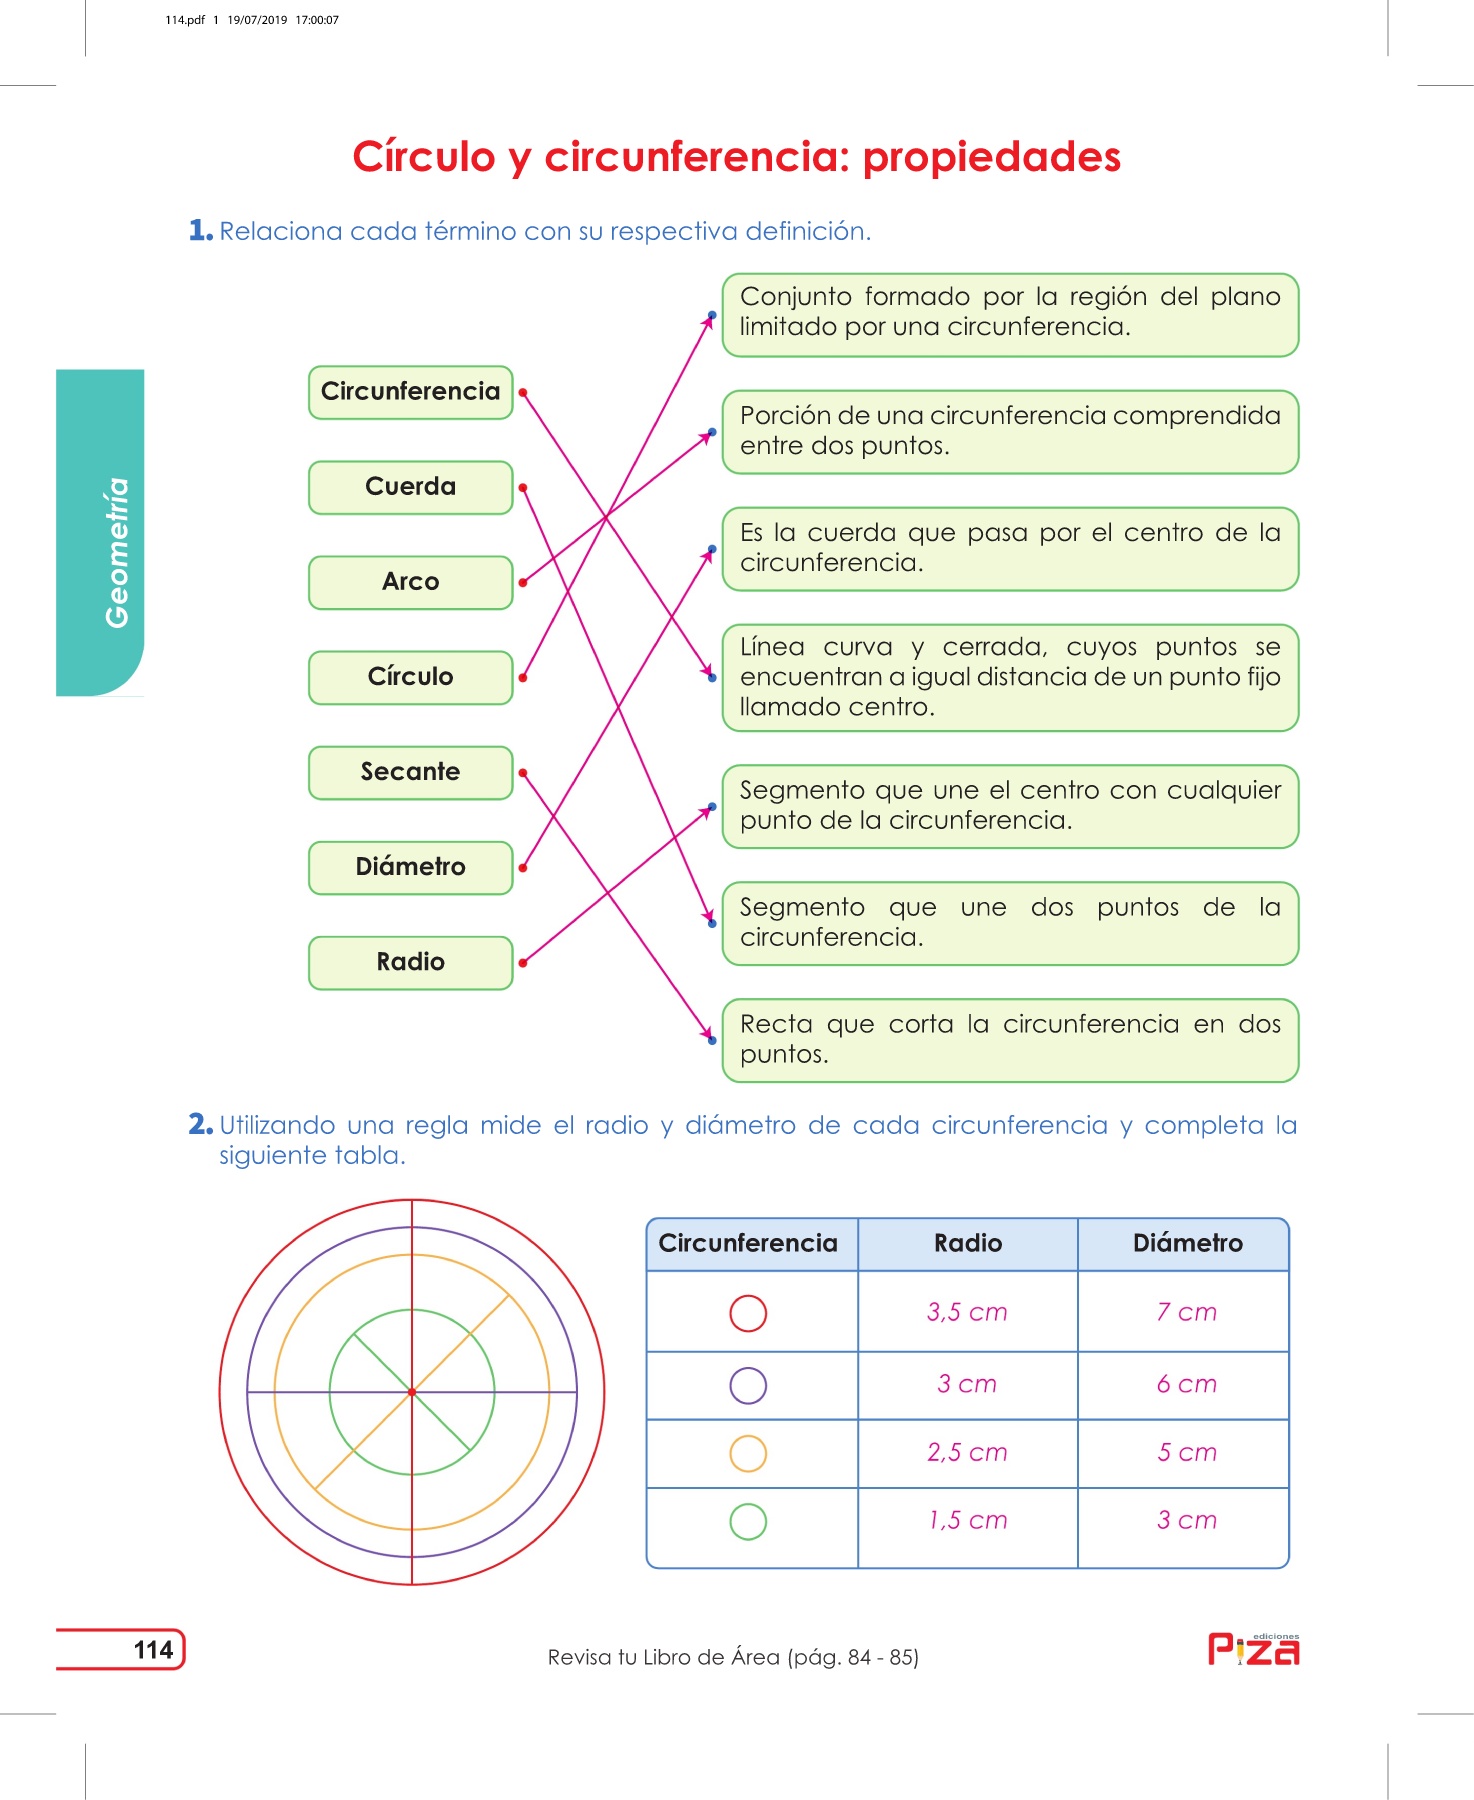 114.pdf 1 19/07/2019 17:00:07
Círculo y circunferencia: propiedades
1. Relaciona cada término con su respectiva definición.
Geometría
Circunferencia
Cuerda
Arco
Círculo
Secante
Diámetro
Radio
Conjunto formado por la región del plano
limitado por una circunferencia.
Porción de una circunferencia comprendida
entre dos puntos.
Es la cuerda que pasa por el centro de la
circunferencia.
Línea curva y cerrada, cuyos puntos se
encuentran a igual distancia de un punto fijo
llamado centro.
Segmento que une el centro con cualquier
punto de la circunferencia.
Segmento que une dos puntos de la
circunferencia.
Recta que corta la circunferencia en dos
puntos.
2. Utilizando una regla mide el radio y diámetro de cada circunferencia y completa la
siguiente tabla.
Circunferencia Radio Diámetro
3,5 cm 7 cm
3 cm 6 cm
2,5 cm 5 cm
1,5 cm 3 cm
114
Revisa tu Libro de Área (pág. 84 - 85)
ediciones
Piza